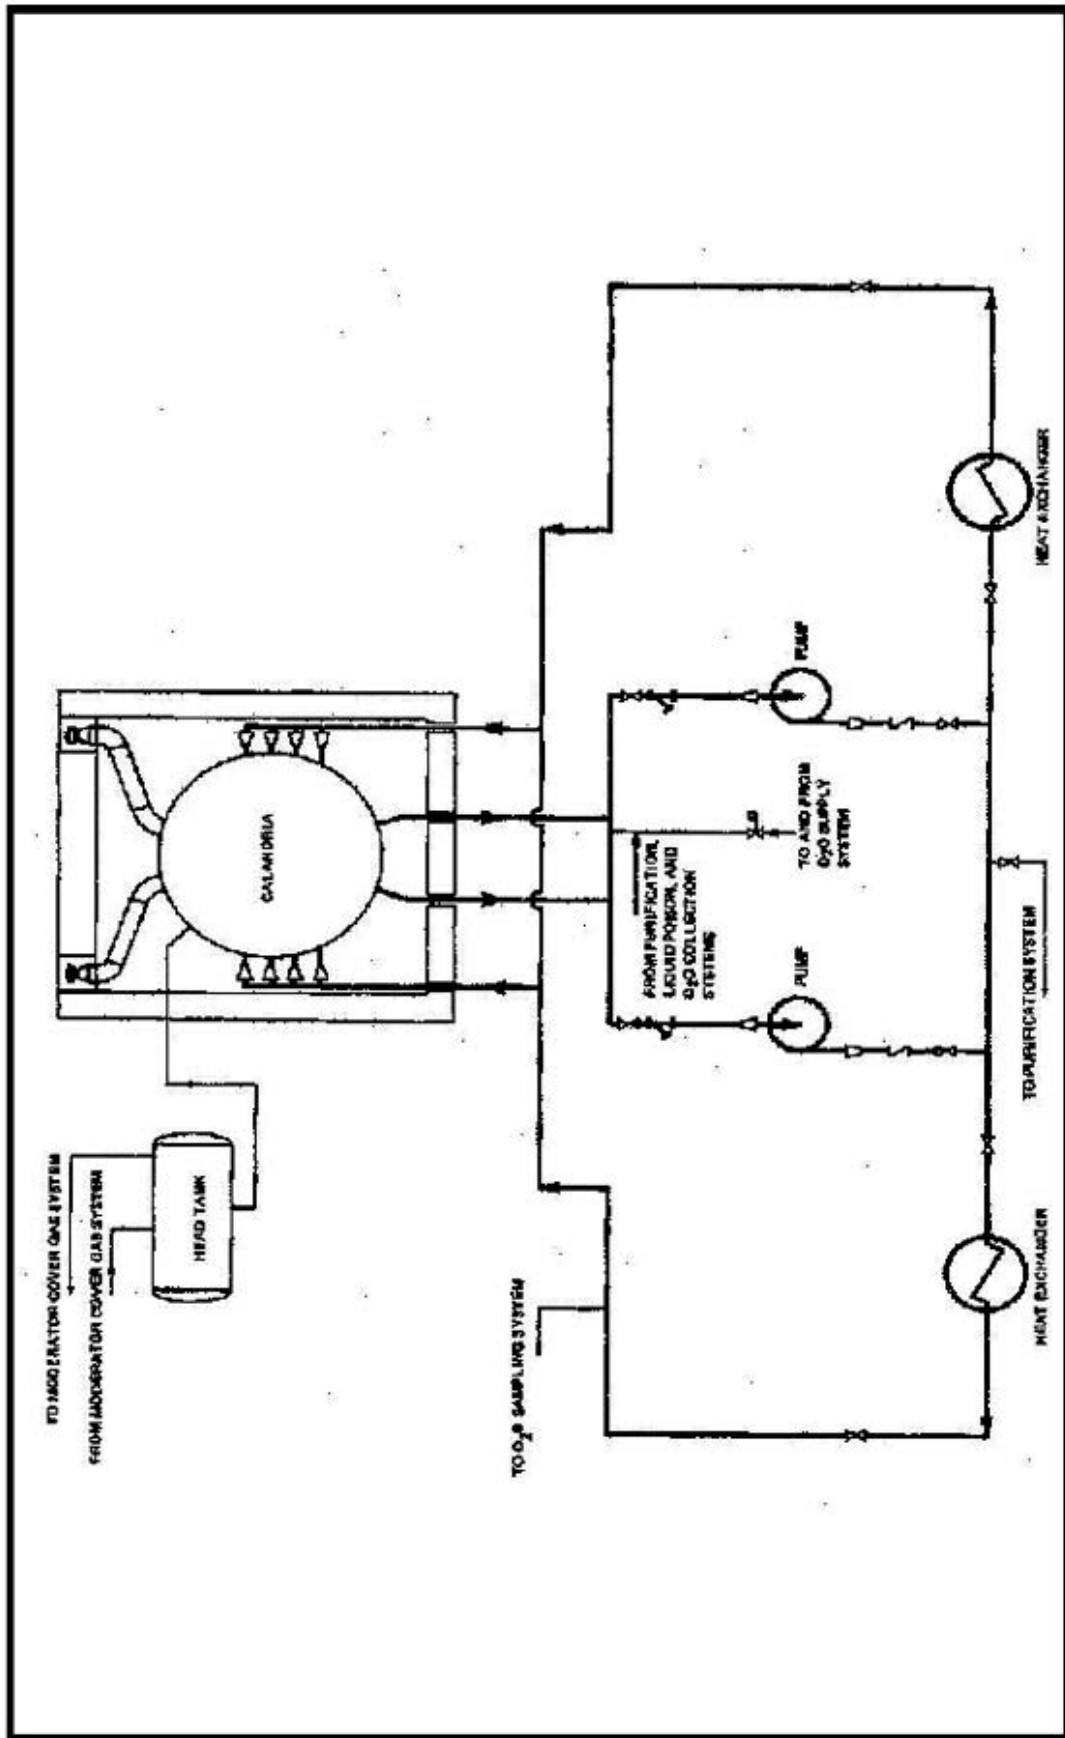 TO MODERATOR COVER GAS SYSTEM
FROM MODERATOR COVER GAS SYSTEM
HEAD TANK
CALANDRIA
TO D2O SAMPLING SYSTEM
FROM PURIFICATION,
LIQUID POISON, AND
D2O COLLECTION
SYSTEMS
TO AND FROM
D2O SUPPLY
SYSTEM
PUMP
PUMP
HEAT EXCHANGER
TO PURIFICATION SYSTEM
HEAT EXCHANGER